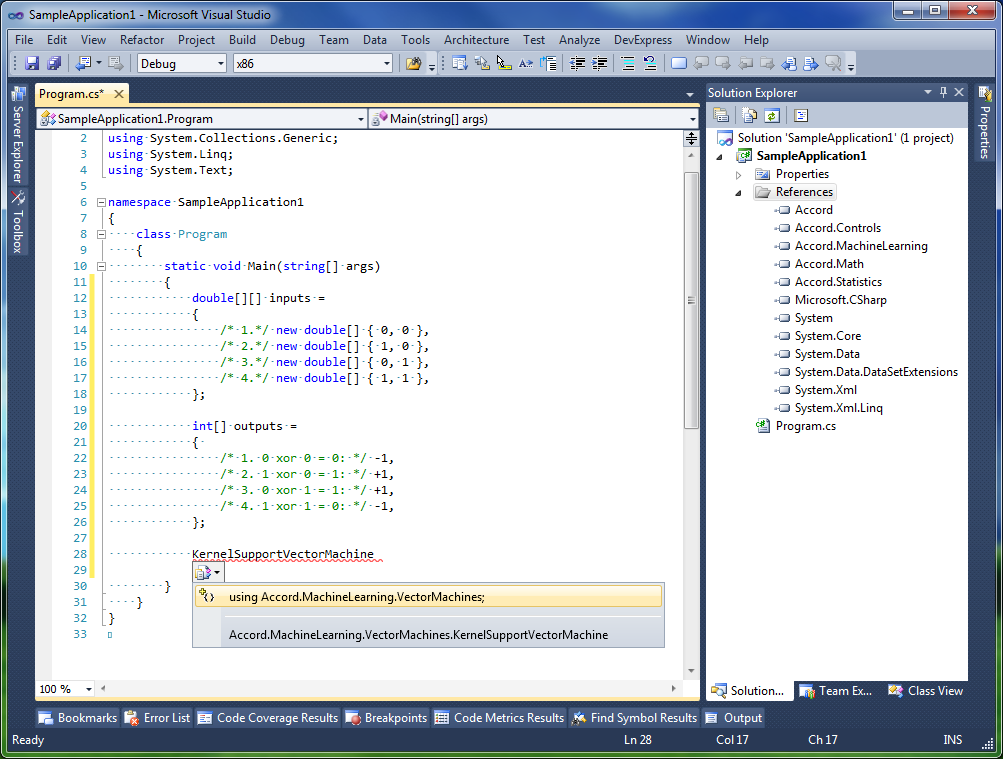 SampleApplication1 - Microsoft Visual Studio
File Edit View Refactor Project Build Debug Team Data Tools Architecture Test Analyze DevExpress Window Help
Debug x86
Server Explorer
Toolbox
Program.cs*
SampleApplication1.Program Main(string[] args)
2 using System.Collections.Generic;
3 using System.Linq;
4 using System.Text;
5
6 namespace SampleApplication1
7 {
8 class Program
9 {
10 static void Main(string[] args)
11 {
12 double[][] inputs =
13 {
14 /* 1.*/ new double[] { 0, 0 },
15 /* 2.*/ new double[] { 1, 0 },
16 /* 3.*/ new double[] { 0, 1 },
17 /* 4.*/ new double[] { 1, 1 },
18 };
19
20 int[] outputs =
21 {
22 /* 1. 0 xor 0 = 0: */ -1,
23 /* 2. 1 xor 0 = 1: */ +1,
24 /* 3. 0 xor 1 = 1: */ +1,
25 /* 4. 1 xor 1 = 0: */ -1,
26 };
27
28 KernelSupportVectorMachine
29
using Accord.MachineLearning.VectorMachines;
Accord.MachineLearning.VectorMachines.KernelSupportVectorMachine
30 }
31 }
32 }
33
100 %
Solution Explorer
Solution 'SampleApplication1' (1 project)
SampleApplication1
Properties
References
Accord
Accord.Controls
Accord.MachineLearning
Accord.Math
Accord.Statistics
Microsoft.CSharp
System
System.Core
System.Data
System.Data.DataSetExtensions
System.Xml
System.Xml.Linq
Program.cs
Solution... Team Ex... Class View
Properties
Bookmarks Error List Code Coverage Results Breakpoints Code Metrics Results Find Symbol Results Output
Ready Ln 28 Col 17 Ch 17 INS